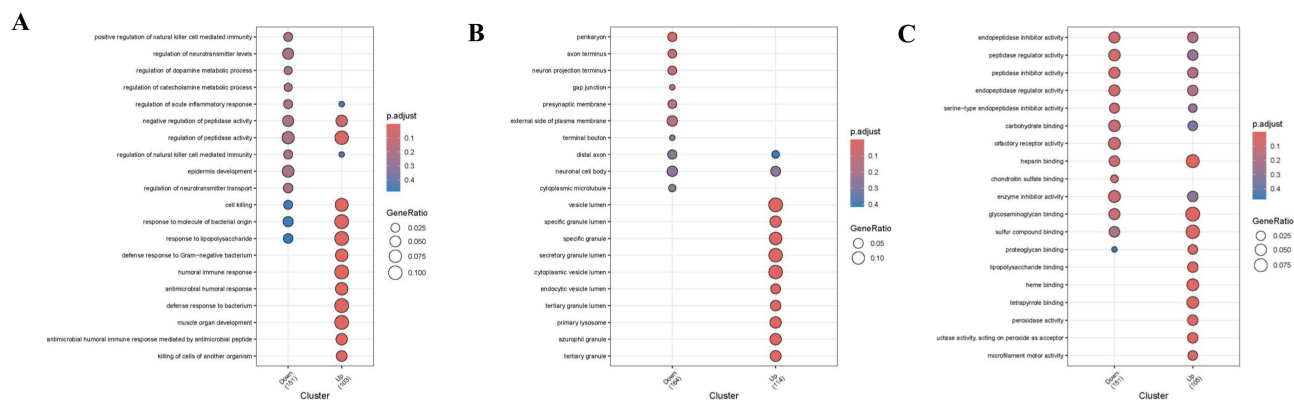 A
positive regulation of natural killer cell mediated immunity
regulation of neurotransmitter levels
regulation of dopamine metabolic process
regulation of catecholamine metabolic process
regulation of acute inflammatory response
negative regulation of peptidase activity
regulation of peptidase activity
regulation of natural killer cell mediated immunity
epidermis development
regulation of neurotransmitter transport
cell killing
response to molecule of bacterial origin
response to lipopolysaccharide
defense response to Gram-negative bacterium
humoral immune response
antimicrobial humoral response
defense response to bacterium
muscle organ development
antimicrobial humoral immune response mediated by antimicrobial peptide
killing of cells of another organism
Down
(151)
Up
(103)
Cluster
p.adjust
0.1
0.2
0.3
0.4
GeneRatio
0.025
0.050
0.075
0.100
B
perikaryon
axon terminus
neuron projection terminus
gap junction
presynaptic membrane
external side of plasma membrane
terminal bouton
distal axon
neuronal cell body
cytoplasmic microtubule
vesicle lumen
specific granule lumen
specific granule
secretory granule lumen
cytoplasmic vesicle lumen
endocytic vesicle lumen
tertiary granule lumen
primary lysosome
azurophil granule
tertiary granule
Down
(164)
Up
(114)
Cluster
p.adjust
0.1
0.2
0.3
0.4
GeneRatio
0.05
0.10
C
endopeptidase inhibitor activity
peptidase regulator activity
peptidase inhibitor activity
endopeptidase regulator activity
serine-type endopeptidase inhibitor activity
carbohydrate binding
olfactory receptor activity
heparin binding
chondroitin sulfate binding
enzyme inhibitor activity
glycosaminoglycan binding
sulfur compound binding
proteoglycan binding
lipopolysaccharide binding
heme binding
tetrapyrrole binding
peroxidase activity
uctase activity, acting on peroxide as acceptor
microfilament motor activity
Down
(151)
Up
(105)
Cluster
p.adjust
0.1
0.2
0.3
0.4
GeneRatio
0.025
0.050
0.075